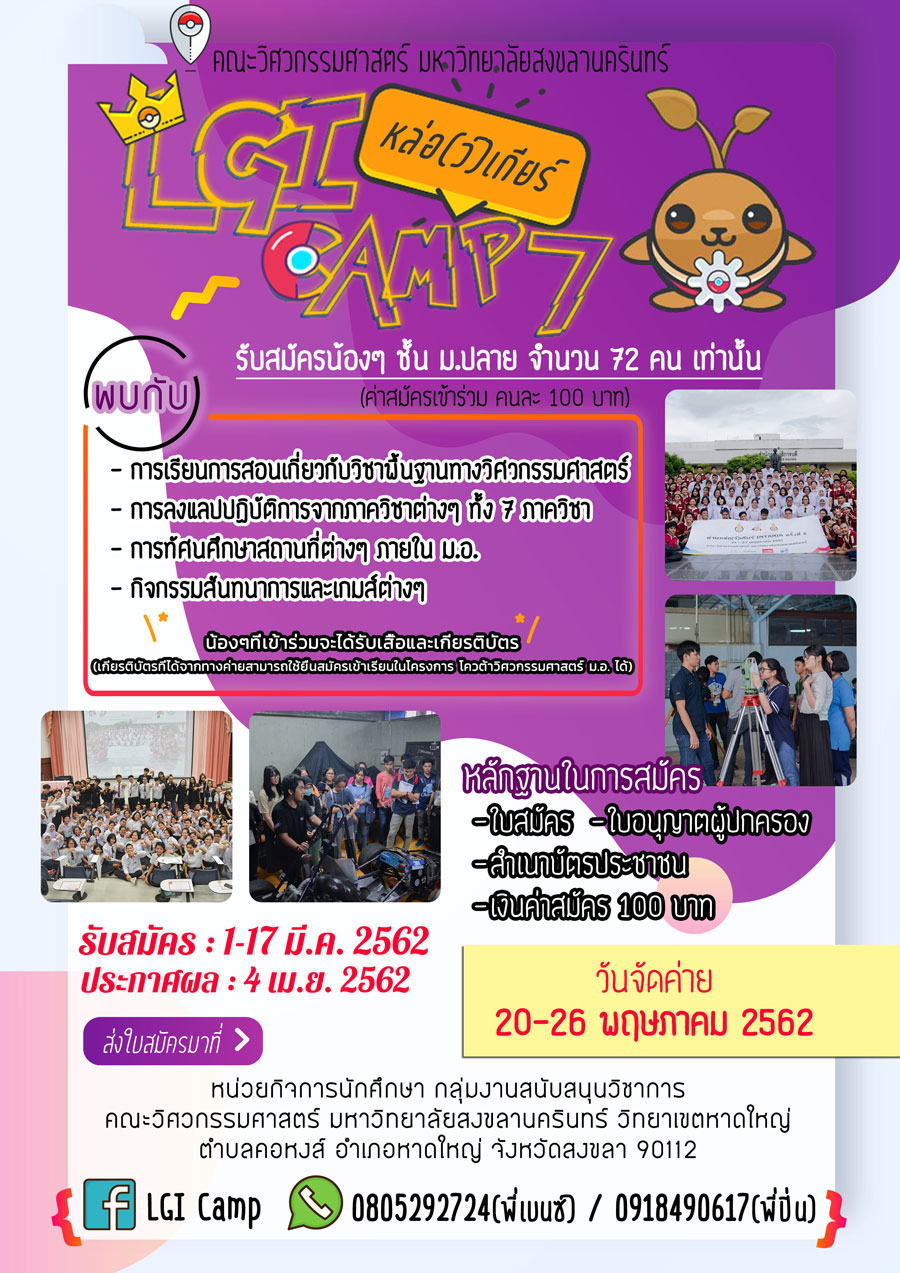 คณะวิศวกรรมศาสตร์ มหาวิทยาลัยสงขลานครินทร์
LGI
หล่อ(ว)เกียร์
CAMP 7
รับสมัครน้องๆ ชั้น ม.ปลาย จำนวน 72 คน เท่านั้น
(ค่าสมัครเข้าร่วม คนละ 100 บาท)
พบกับ
- การเรียนการสอนเกี่ยวกับวิชาพื้นฐานทางวิศวกรรมศาสตร์
- การลงแลปปฏิบัติการจากภาควิชาต่างๆ ทั้ง 7 ภาควิชา
- การทัศนศึกษาสถานที่ต่างๆ ภายใน ม.อ.
- กิจกรรมสันทนาการและเกมส์ต่างๆ
น้องๆที่เข้าร่วมจะได้รับเสื้อและเกียรติบัตร
(เกียรติบัตรที่ได้จากทางค่ายสามารถใช้ยื่นสมัครเข้าเรียนในโครงการ โควต้าวิศวกรรมศาสตร์ ม.อ. ได้)
หลักฐานในการสมัคร
-ใบสมัคร -ใบอนุญาตผู้ปกครอง
-สำเนาบัตรประชาชน
-เงินค่าสมัคร 100 บาท
รับสมัคร : 1-17 มี.ค. 2562
ประกาศผล : 4 เม.ย. 2562
วันจัดค่าย
20-26 พฤษภาคม 2562
ส่งใบสมัครมาที่
หน่วยกิจการนักศึกษา กลุ่มงานสนับสนุนวิชาการ
คณะวิศวกรรมศาสตร์ มหาวิทยาลัยสงขลานครินทร์ วิทยาเขตหาดใหญ่
ตำบลคอหงส์ อำเภอหาดใหญ่ จังหวัดสงขลา 90112
LGI Camp 0805292724(พี่เบนซ์) / 0918490617(พี่ปิ่น)